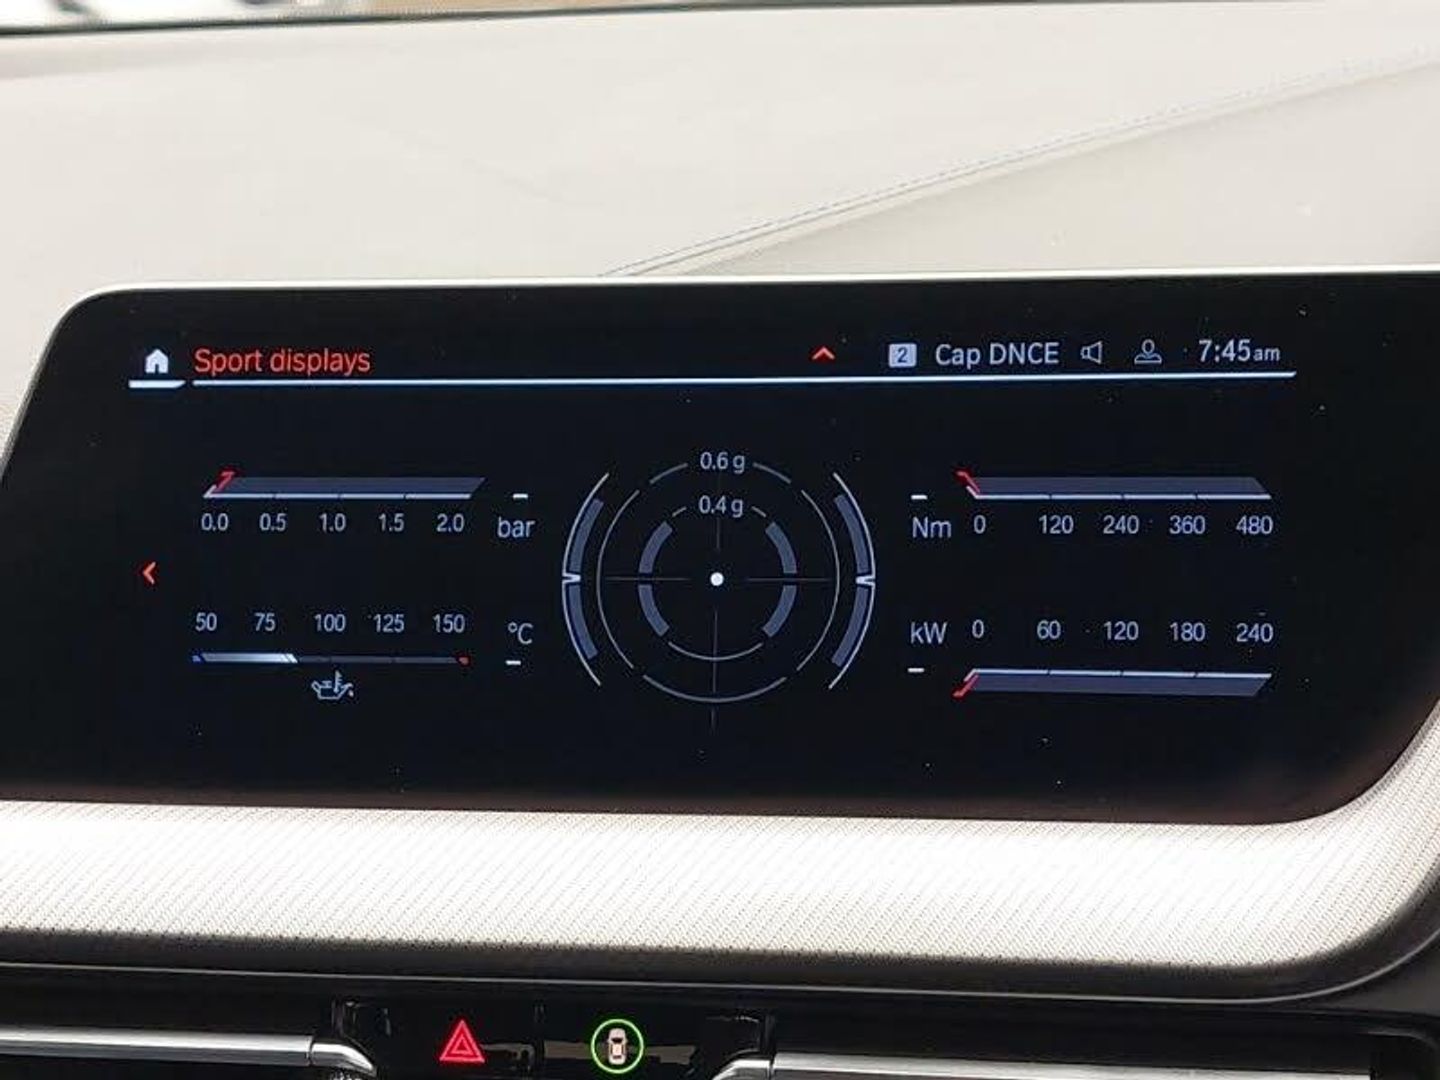 Sport displays
2 Cap DNCE 7:45am
0.6 g
0.4 g
0.0 0.5 1.0 1.5 2.0 bar
Nm 0 120 240 360 480
50 75 100 125 150 °C
kW 0 60 120 180 240